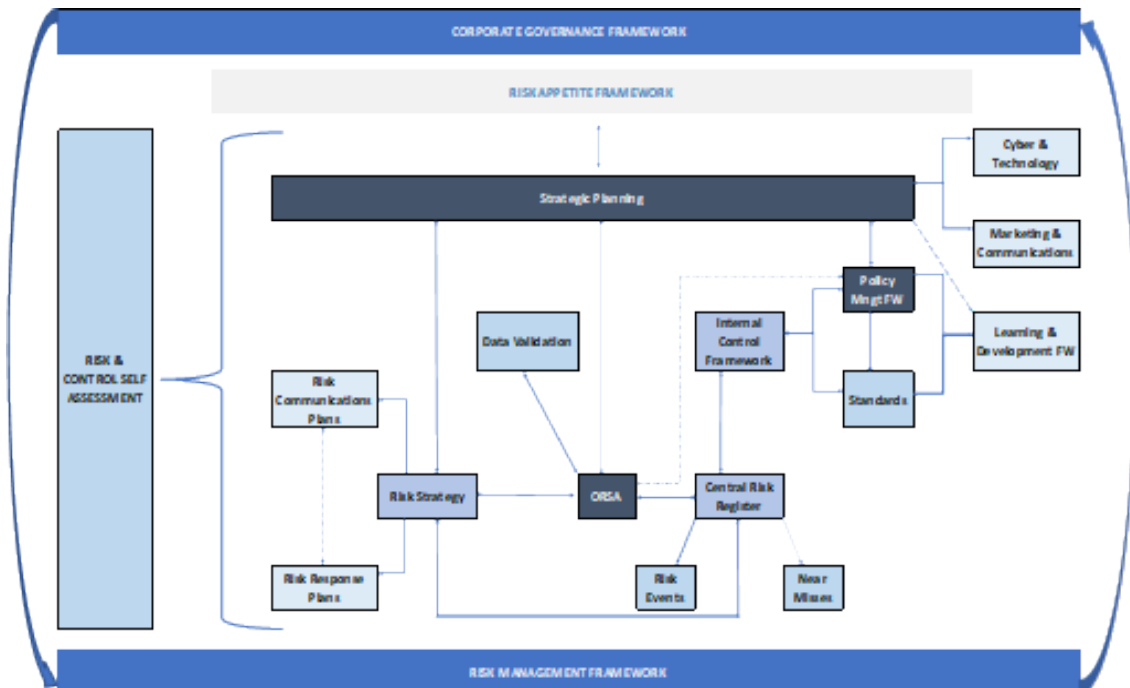 CORPORATE GOVERNANCE FRAMEWORK
RISK APPETITE FRAMEWORK
Cyber &
Technology
Strategic Planning
Marketing &
Communications
Policy
Mngt FW
Internal
Control
Framework
Data Validation
Learning &
Development FW
RISK &
CONTROL SELF
ASSESSMENT
Risk
Communications
Plans
Standards
Risk Strategy
ORSA
Central Risk
Register
Risk Response
Plans
Risk
Events
Near
Misses
RISK MANAGEMENT FRAMEWORK